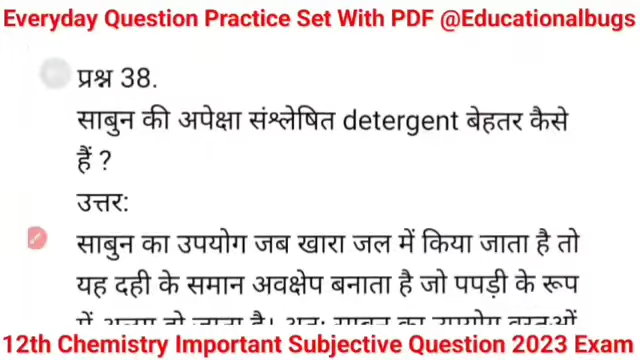 Everyday Question Practice Set With PDF @Educationalbugs
प्रश्न 38.
साबुन की अपेक्षा संश्लेषित detergent बेहतर कैसे
हैं ?
उत्तर:
साबुन का उपयोग जब खारा जल में किया जाता है तो
यह दही के समान अवक्षेप बनाता है जो पपड़ी के रूप
12th Chemistry Important Subjective Question 2023 Exam